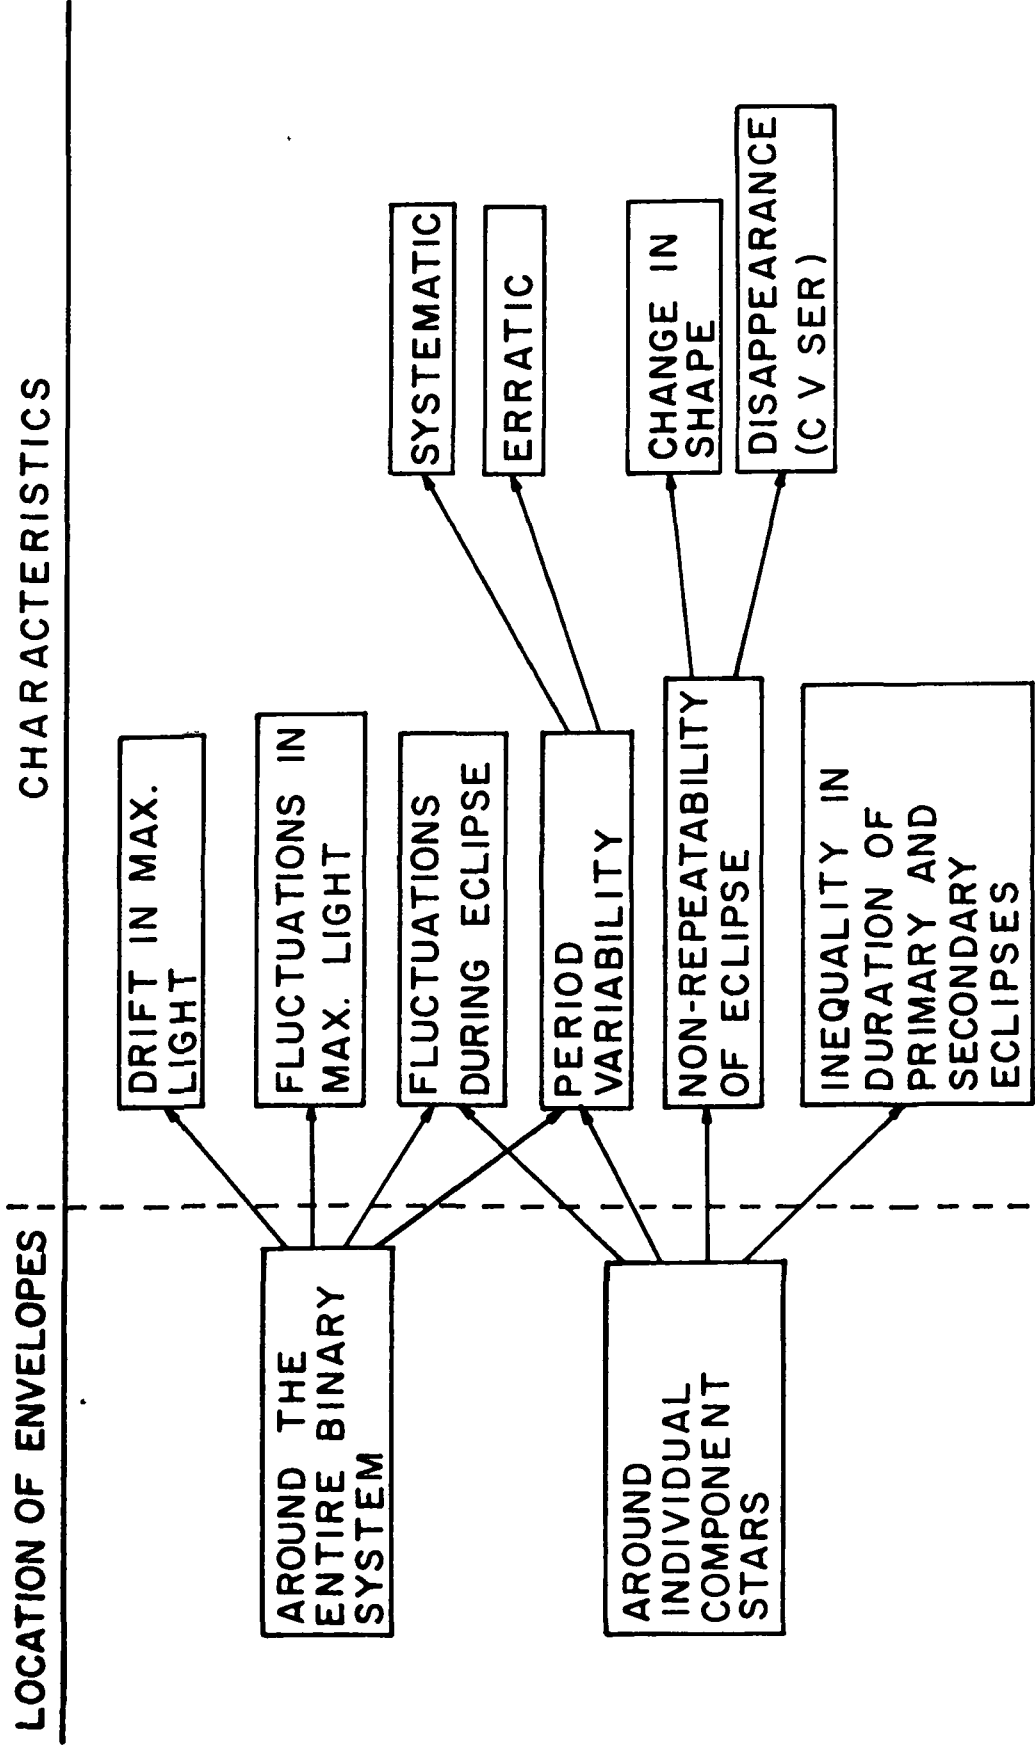 LOCATION OF ENVELOPES
CHARACTERISTICS
AROUND THE
ENTIRE BINARY
SYSTEM
AROUND
INDIVIDUAL
COMPONENT
STARS
DRIFT IN MAX.
LIGHT
FLUCTUATIONS IN
MAX. LIGHT
FLUCTUATIONS
DURING ECLIPSE
PERIOD
VARIABILITY
NON-REPEATABILITY
OF ECLIPSE
INEQUALITY IN
DURATION OF
PRIMARY AND
SECONDARY
ECLIPSES
SYSTEMATIC
ERRATIC
CHANGE IN
SHAPE
DISAPPEARANCE
(C V SER)